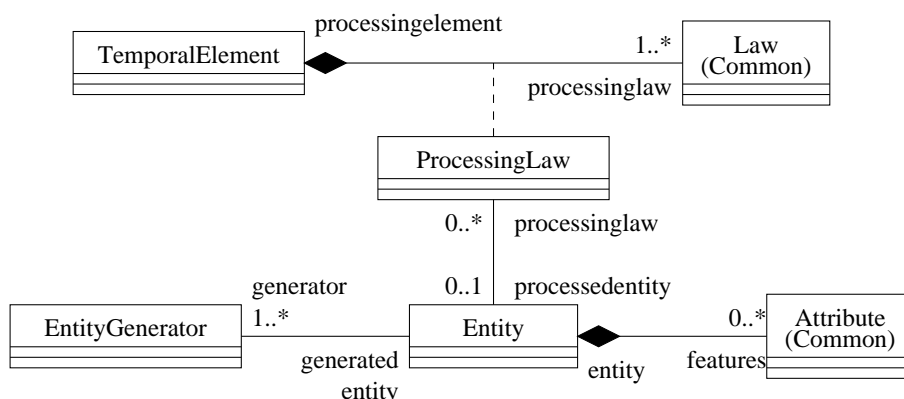 processingelement
TemporalElement
1..*
Law
(Common)
processinglaw
ProcessingLaw
0..*
processinglaw
generator
0..1
processedentity
EntityGenerator
1..*
Entity
0..*
Attribute
(Common)
generated
entity
entity
features